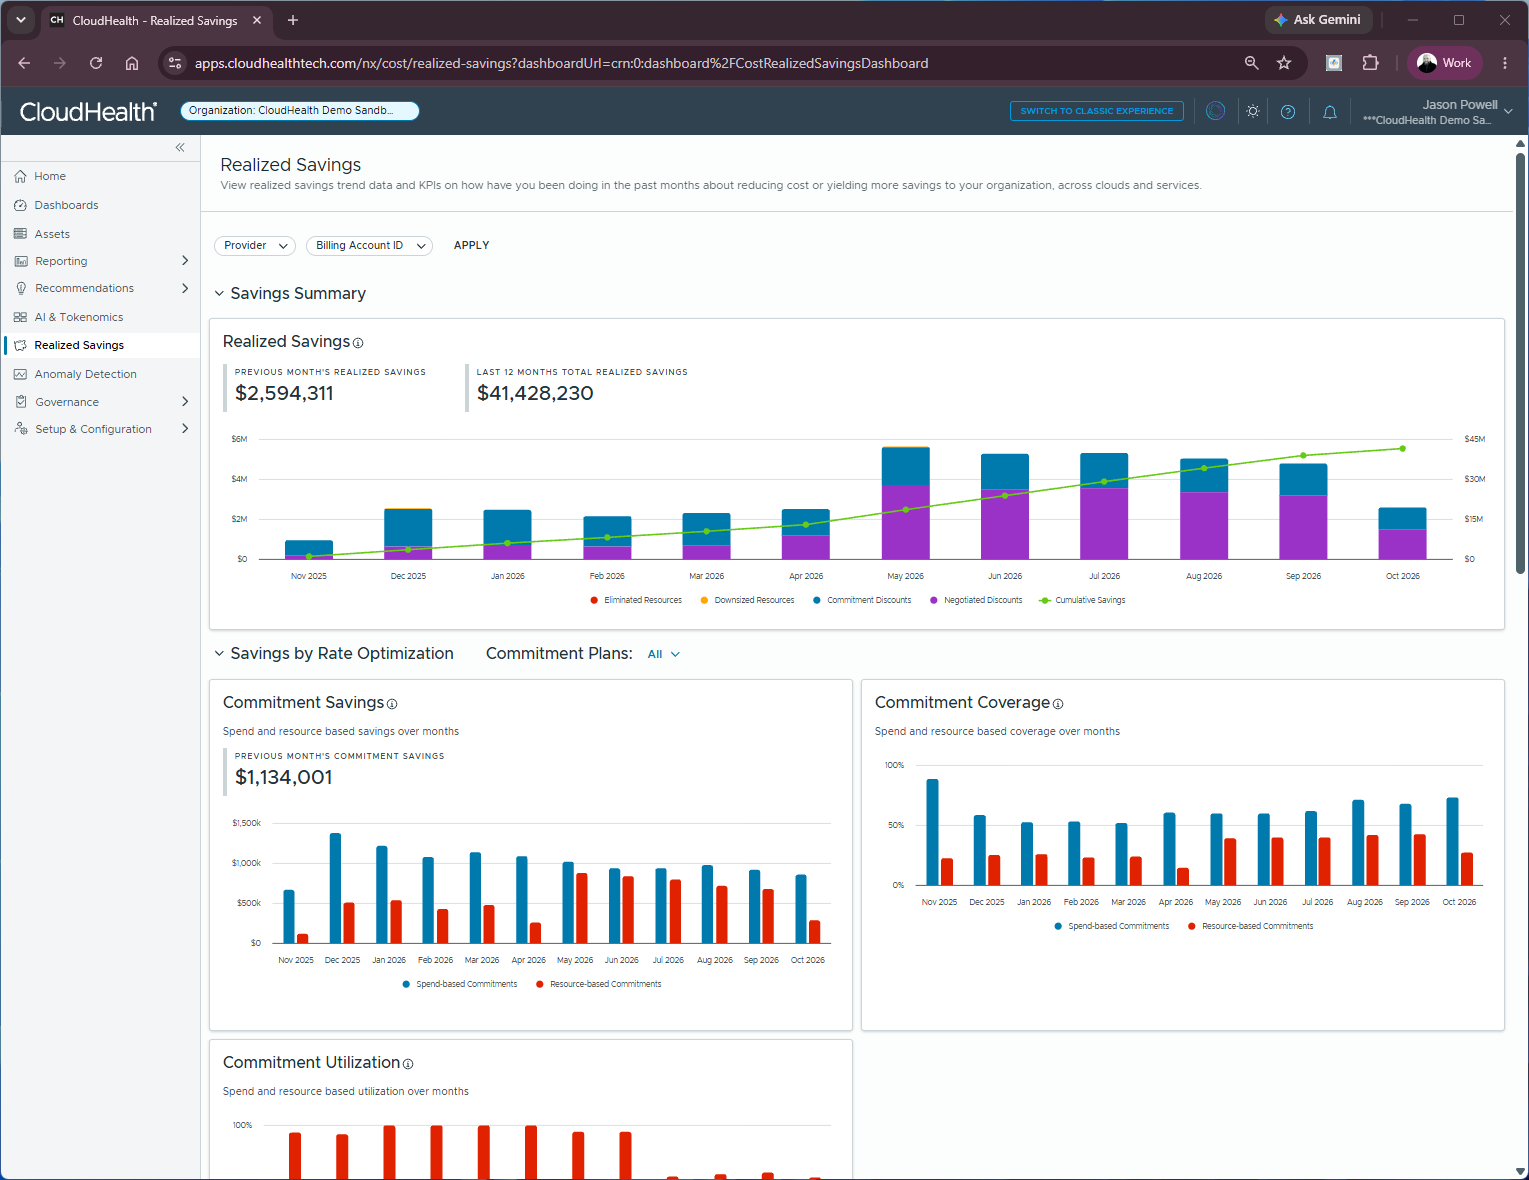 CH CloudHealth - Realized Savings
Ask Gemini
apps.cloudhealthtech.com/nx/cost/realized-savings?dashboardUrl=crn:0:dashboard%2FCostRealizedSavingsDashboard
Work
CloudHealth
Organization: CloudHealth Demo Sandb...
SWITCH TO CLASSIC EXPERIENCE
Jason Powell
***CloudHealth Demo Sa...
Home
Dashboards
Assets
Reporting
Recommendations
AI & Tokenomics
Realized Savings
Anomaly Detection
Governance
Setup & Configuration
Realized Savings
View realized savings trend data and KPIs on how have you been doing in the past months about reducing cost or yielding more savings to your organization, across clouds and services.
Provider Billing Account ID APPLY
Savings Summary
Realized Savings
PREVIOUS MONTH'S REALIZED SAVINGS
$2,594,311
LAST 12 MONTHS TOTAL REALIZED SAVINGS
$41,428,230
$6M $45M
$4M $30M
$2M $15M
$0 $0
Nov 2025 Dec 2025 Jan 2026 Feb 2026 Mar 2026 Apr 2026 May 2026 Jun 2026 Jul 2026 Aug 2026 Sep 2026 Oct 2026
Eliminated Resources Downsized Resources Commitment Discounts Negotiated Discounts Cumulative Savings
Savings by Rate Optimization Commitment Plans: All
Commitment Savings
Spend and resource based savings over months
PREVIOUS MONTH'S COMMITMENT SAVINGS
$1,134,001
$1,500k
$1,000k
$500k
$0
Nov 2025 Dec 2025 Jan 2026 Feb 2026 Mar 2026 Apr 2026 May 2026 Jun 2026 Jul 2026 Aug 2026 Sep 2026 Oct 2026
Spend-based Commitments Resource-based Commitments
Commitment Coverage
Spend and resource based coverage over months
100%
50%
0%
Nov 2025 Dec 2025 Jan 2026 Feb 2026 Mar 2026 Apr 2026 May 2026 Jun 2026 Jul 2026 Aug 2026 Sep 2026 Oct 2026
Spend-based Commitments Resource-based Commitments
Commitment Utilization
Spend and resource based utilization over months
100%